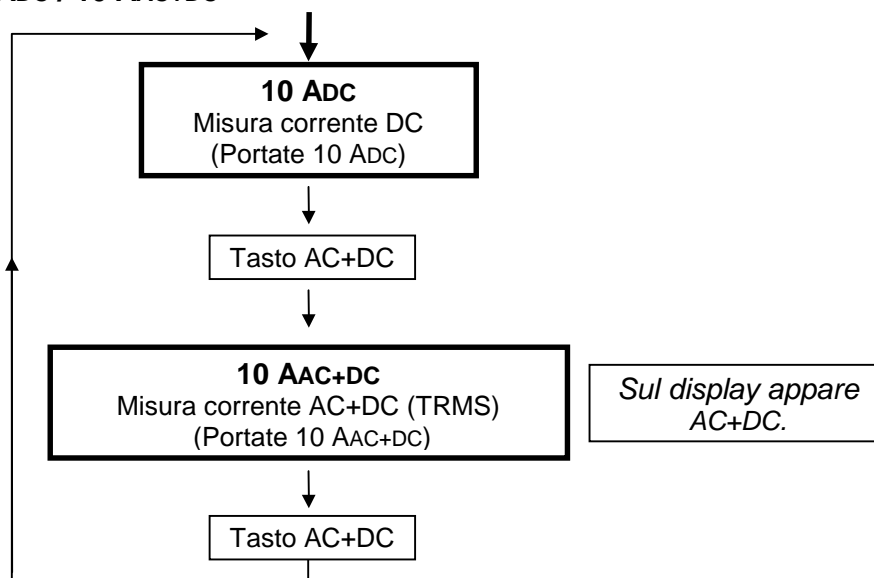 10 ADC
Misura corrente DC
(Portate 10 ADC)
Tasto AC+DC
10 AAC+DC
Misura corrente AC+DC (TRMS)
(Portate 10 AAC+DC)
Sul display appare
AC+DC.
Tasto AC+DC